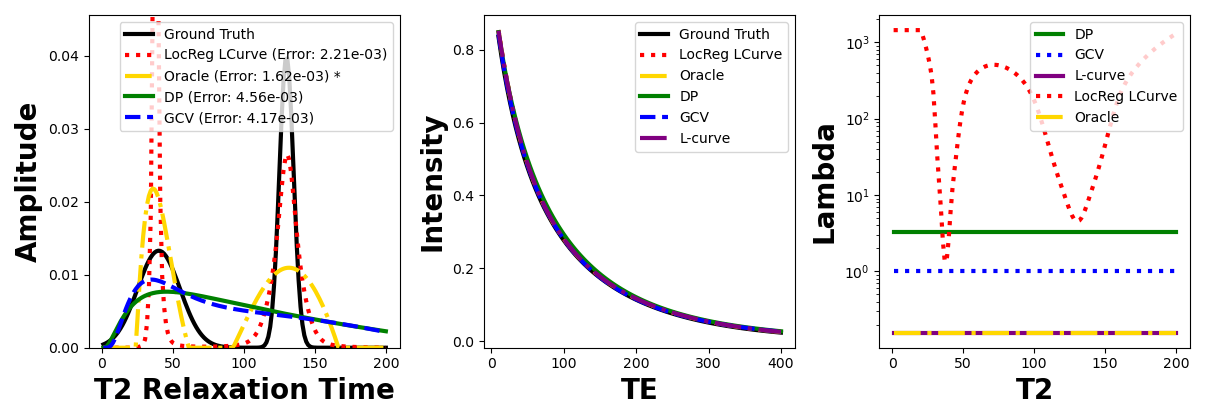 Amplitude
0.04
0.03
0.02
0.01
0.00
Ground Truth
LocReg LCurve (Error: 2.21e-03)
Oracle (Error: 1.62e-03) *
DP (Error: 4.56e-03)
GCV (Error: 4.17e-03)
0 50 100 150 200
T2 Relaxation Time
Intensity
0.8
0.6
0.4
0.2
0.0
Ground Truth
LocReg LCurve
Oracle
DP
GCV
L-curve
0 100 200 300 400
TE
Lambda
10³
10²
10¹
10⁰
DP
GCV
L-curve
LocReg LCurve
Oracle
0 50 100 150 200
T2